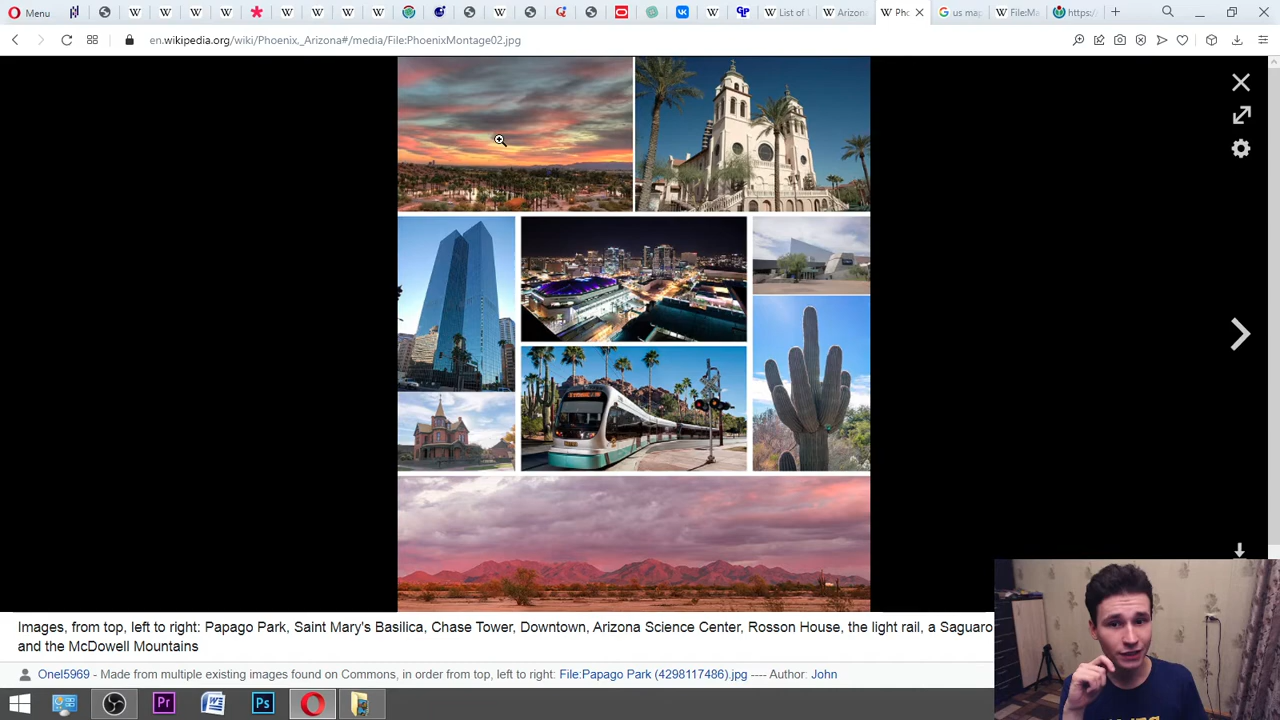 Menu
List of
Arizona
Pho
us ma
File:Ma
https:/
en.wikipedia.org/wiki/Phoenix,_Arizona#/media/File:PhoenixMontage02.jpg
Images, from top, left to right: Papago Park, Saint Mary's Basilica, Chase Tower, Downtown, Arizona Science Center, Rosson House, the light rail, a Saguaro
and the McDowell Mountains
Onel5969 - Made from multiple existing images found on Commons, in order from top, left to right: File:Papago Park (4298117486).jpg ---- Author: John